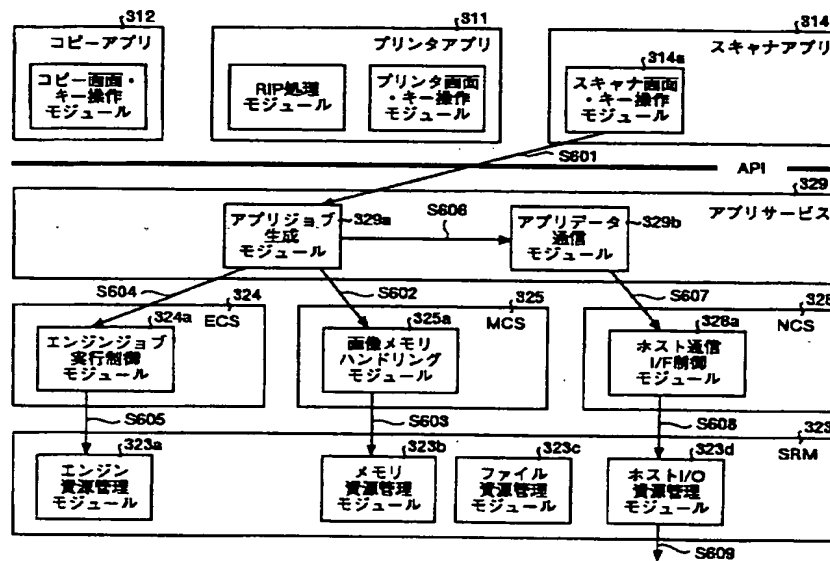 312
コピーアプリ
コピー画面・
キー操作
モジュール
311
プリンタアプリ
RIP処理
モジュール
プリンタ画面
・キー操作
モジュール
314
スキャナアプリ
314a
スキャナ画面
・キー操作
モジュール
S601
API
329
アプリサービス
アプリジョブ
生成
モジュール
329a
S606
アプリデータ
通信
モジュール
329b
S604
S602
S607
324
ECS
324a
エンジンジョブ
実行制御
モジュール
325
MCS
325a
画像メモリ
ハンドリング
モジュール
328
NCS
328a
ホスト通信
I/F制御
モジュール
S605
S603
S608
323
SRM
323a
エンジン
資源管理
モジュール
323b
メモリ
資源管理
モジュール
323c
ファイル
資源管理
モジュール
323d
ホストI/O
資源管理
モジュール
S609